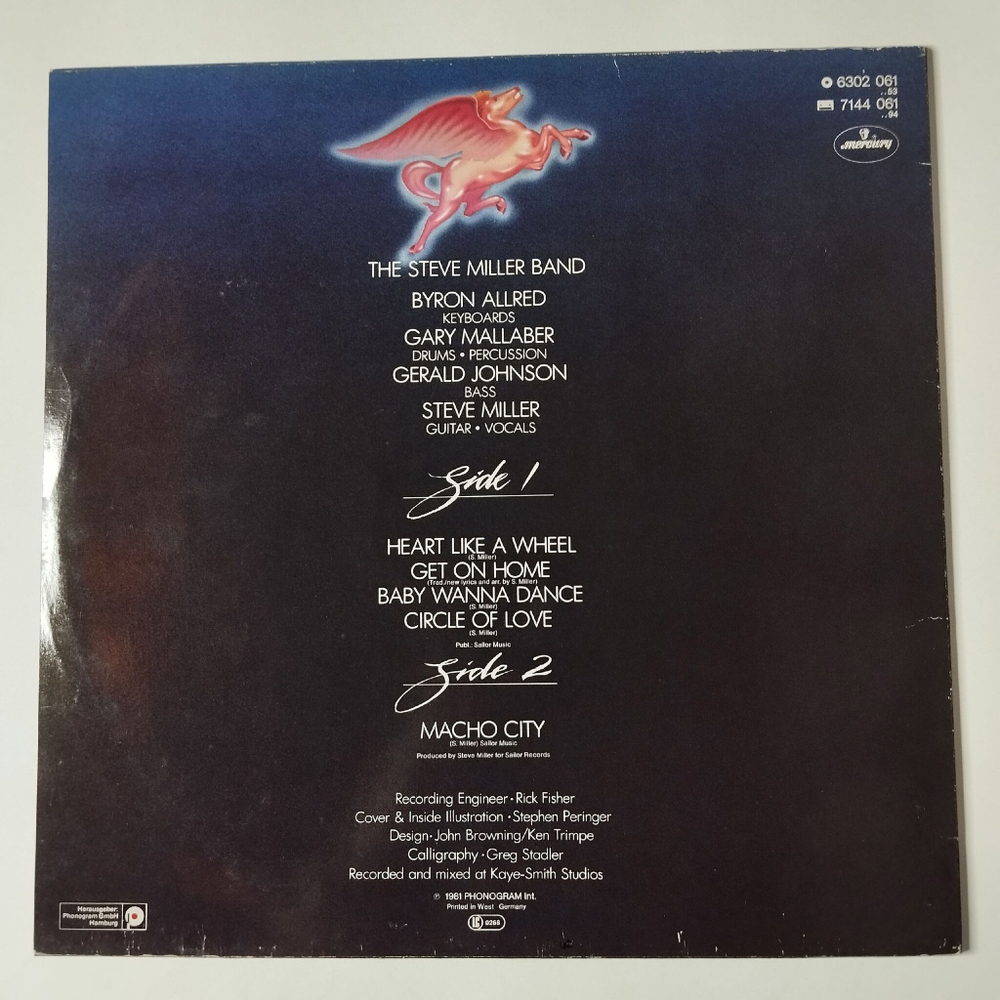 6302 061
..53
7144 061
..94
mercury
THE STEVE MILLER BAND
BYRON ALLRED
KEYBOARDS
GARY MALLABER
DRUMS • PERCUSSION
GERALD JOHNSON
BASS
STEVE MILLER
GUITAR • VOCALS
Side 1
HEART LIKE A WHEEL
(S. Miller)
GET ON HOME
(Trad./new lyrics and arr. by S. Miller)
BABY WANNA DANCE
(S. Miller)
CIRCLE OF LOVE
(S. Miller)
Publ.: Sailor Music
Side 2
MACHO CITY
(S. Miller) Sailor Music
Produced by Steve Miller for Sailor Records
Recording Engineer · Rick Fisher
Cover & Inside Illustration · Stephen Peringer
Design · John Browning/Ken Trimpe
Calligraphy · Greg Stadler
Recorded and mixed at Kaye-Smith Studios
℗ 1981 PHONOGRAM Int.
Printed in West Germany
LC 0268
Herausgeber:
Phonogram GmbH
Hamburg